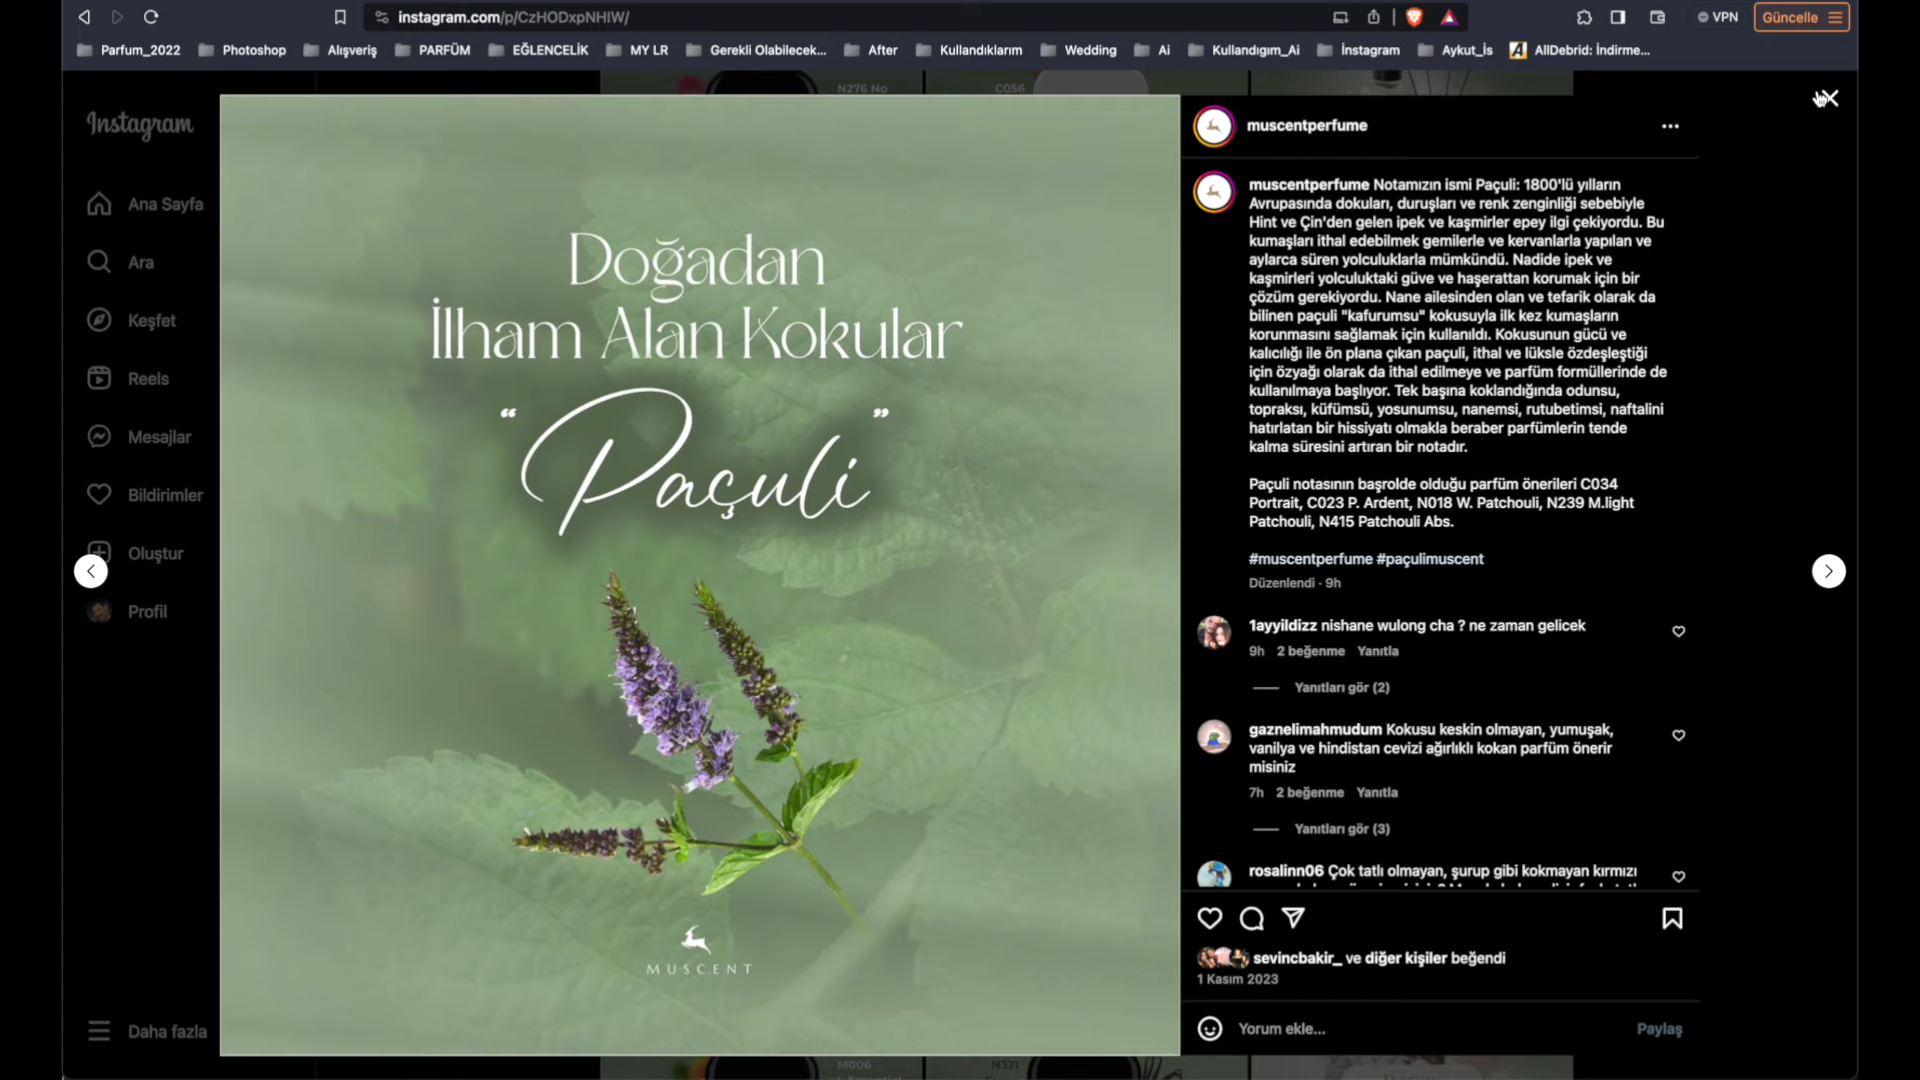 instagram.com/p/CzHODxpNHIW/
VPN
Güncelle
Parfum_2022
Photoshop
Alışveriş
PARFÜM
EĞLENCELİK
MY LR
Gerekli Olabilecek...
After
Kullandıklarım
Wedding
Ai
Kullandıgım_Ai
İnstagram
Aykut_İs
AllDebrid: İndirme...
N276 No
C056
Instagram
Ana Sayfa
Ara
Keşfet
Reels
Mesajlar
Bildirimler
Oluştur
Profil
Daha fazla
Doğadan
İlham Alan Kokular
“Paçuli”
MUSCENT
muscentperfume
muscentperfume Notamızın ismi Paçuli: 1800'lü yılların
Avrupasında dokuları, duruşları ve renk zenginliği sebebiyle
Hint ve Çin'den gelen ipek ve kaşmirler epey ilgi çekiyordu. Bu
kumaşları ithal edebilmek gemilerle ve kervanlarla yapılan ve
aylarca süren yolculuklarla mümkündü. Nadide ipek ve
kaşmirleri yolculuktaki güve ve haşerattan korumak için bir
çözüm gerekiyordu. Nane ailesinden olan ve tefarik olarak da
bilinen paçuli "kafurumsu" kokusuyla ilk kez kumaşların
korunmasını sağlamak için kullanıldı. Kokusunun gücü ve
kalıcılığı ile ön plana çıkan paçuli, ithal ve lüksle özdeşleştiği
için özyağı olarak da ithal edilmeye ve parfüm formüllerinde de
kullanılmaya başlıyor. Tek başına koklandığında odunsu,
topraksı, küfümsü, yosunumsu, nanemsi, rutubetimsi, naftalini
hatırlatan bir hissiyatı olmakla beraber parfümlerin tende
kalma süresini artıran bir notadır.
Paçuli notasının başrolde olduğu parfüm önerileri C034
Portrait, C023 P. Ardent, N018 W. Patchouli, N239 M.light
Patchouli, N415 Patchouli Abs.
#muscentperfume #paçulimuscent
Düzenlendi · 9h
1ayyildizz nishane wulong cha ? ne zaman gelicek
9h 2 beğenme Yanıtla
Yanıtları gör (2)
gaznelimahmudum Kokusu keskin olmayan, yumuşak,
vanilya ve hindistan cevizi ağırlıklı kokan parfüm önerir
misiniz
7h 2 beğenme Yanıtla
Yanıtları gör (3)
rosalinn06 Çok tatlı olmayan, şurup gibi kokmayan kırmızı
sevincbakir_ ve diğer kişiler beğendi
1 Kasım 2023
Yorum ekle...
Paylaş
M006
N321